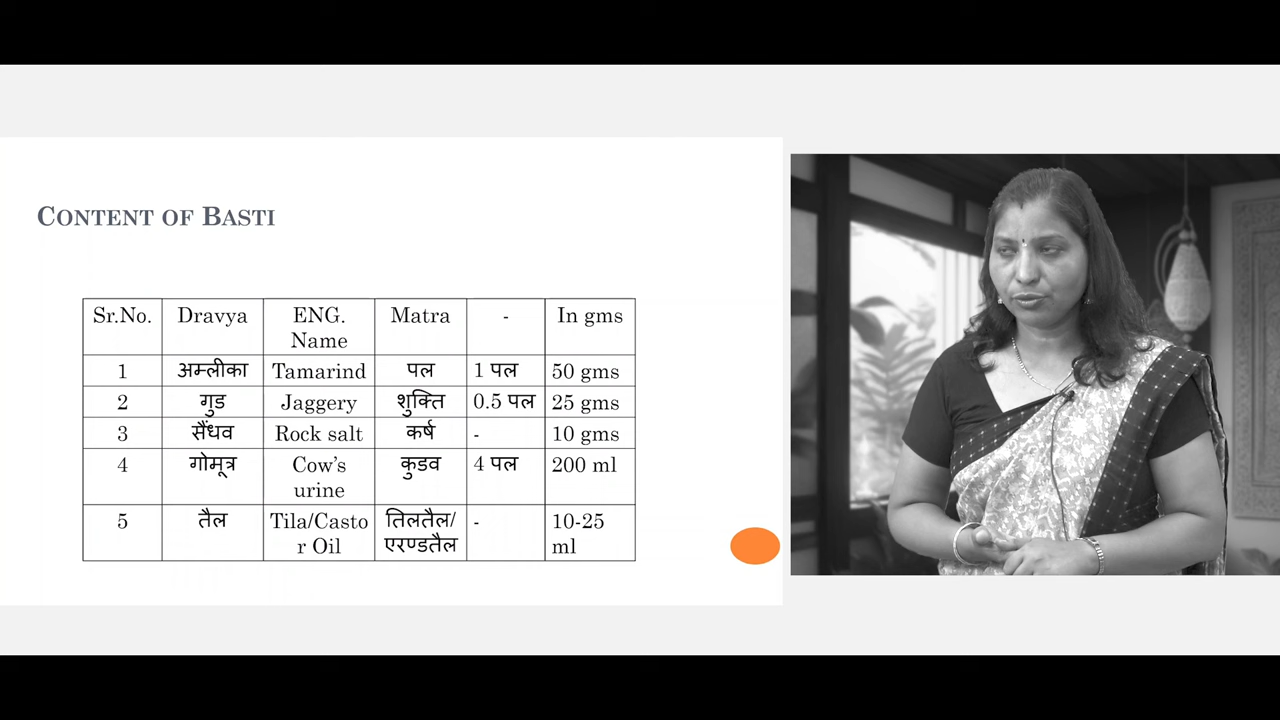 CONTENT OF BASTI
Sr.No. Dravya ENG. Name Matra - In gms
1 अम्लीका Tamarind पल 1 पल 50 gms
2 गुड Jaggery शुक्ति 0.5 पल 25 gms
3 सैंधव Rock salt कर्ष - 10 gms
4 गोमूत्र Cow's urine कुडव 4 पल 200 ml
5 तैल Tila/Castor Oil तिलतैल/ एरण्डतैल - 10-25 ml